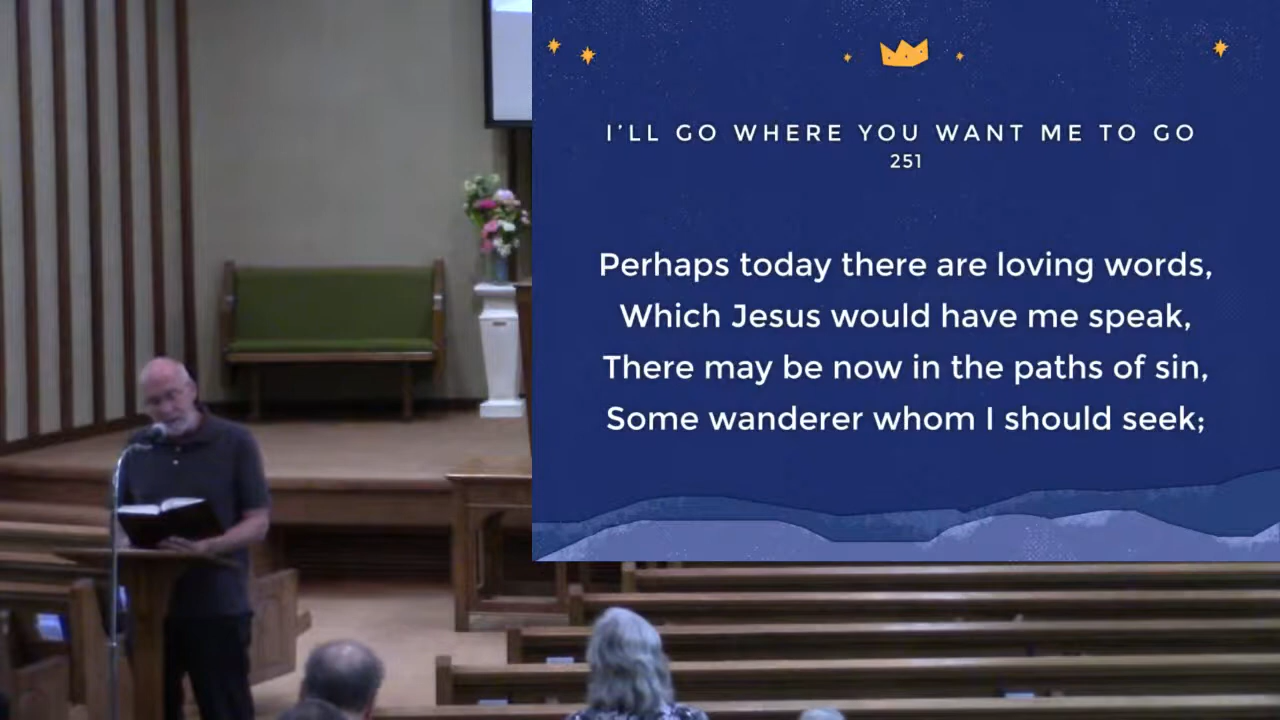 I'LL GO WHERE YOU WANT ME TO GO
251
Perhaps today there are loving words,
Which Jesus would have me speak,
There may be now in the paths of sin,
Some wanderer whom I should seek;